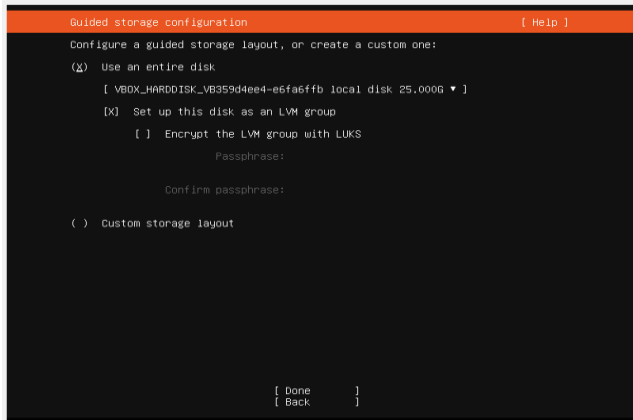 Guided storage configuration [ Help ]
Configure a guided storage layout, or create a custom one:
(X) Use an entire disk
[ VBOX_HARDDISK_VB359d4ee4-e6fa6ffb local disk 25.000G ▾ ]
[X] Set up this disk as an LVM group
[ ] Encrypt the LVM group with LUKS
Passphrase:
Confirm passphrase:
( ) Custom storage layout
[ Done ]
[ Back ]